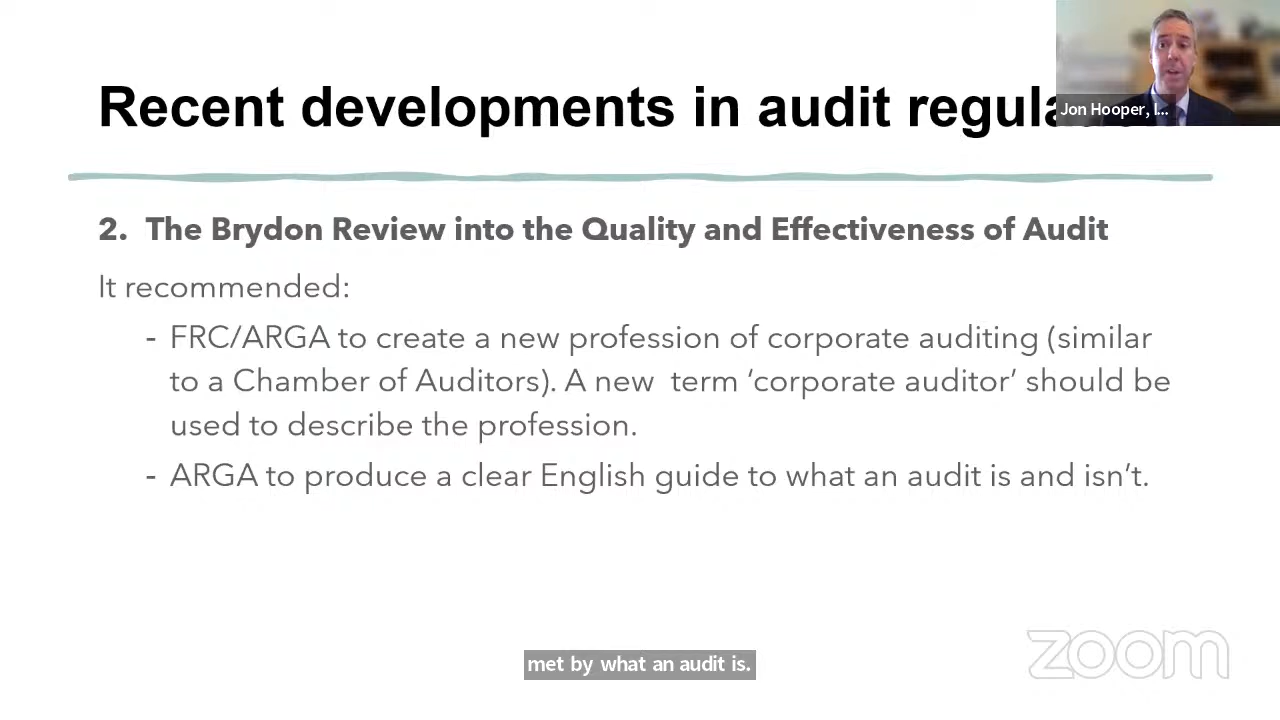 Recent developments in audit regula
Jon Hooper, I...
2. The Brydon Review into the Quality and Effectiveness of Audit
It recommended:
- FRC/ARGA to create a new profession of corporate auditing (similar
to a Chamber of Auditors). A new term ‘corporate auditor’ should be
used to describe the profession.
- ARGA to produce a clear English guide to what an audit is and isn’t.
met by what an audit is.
zoom